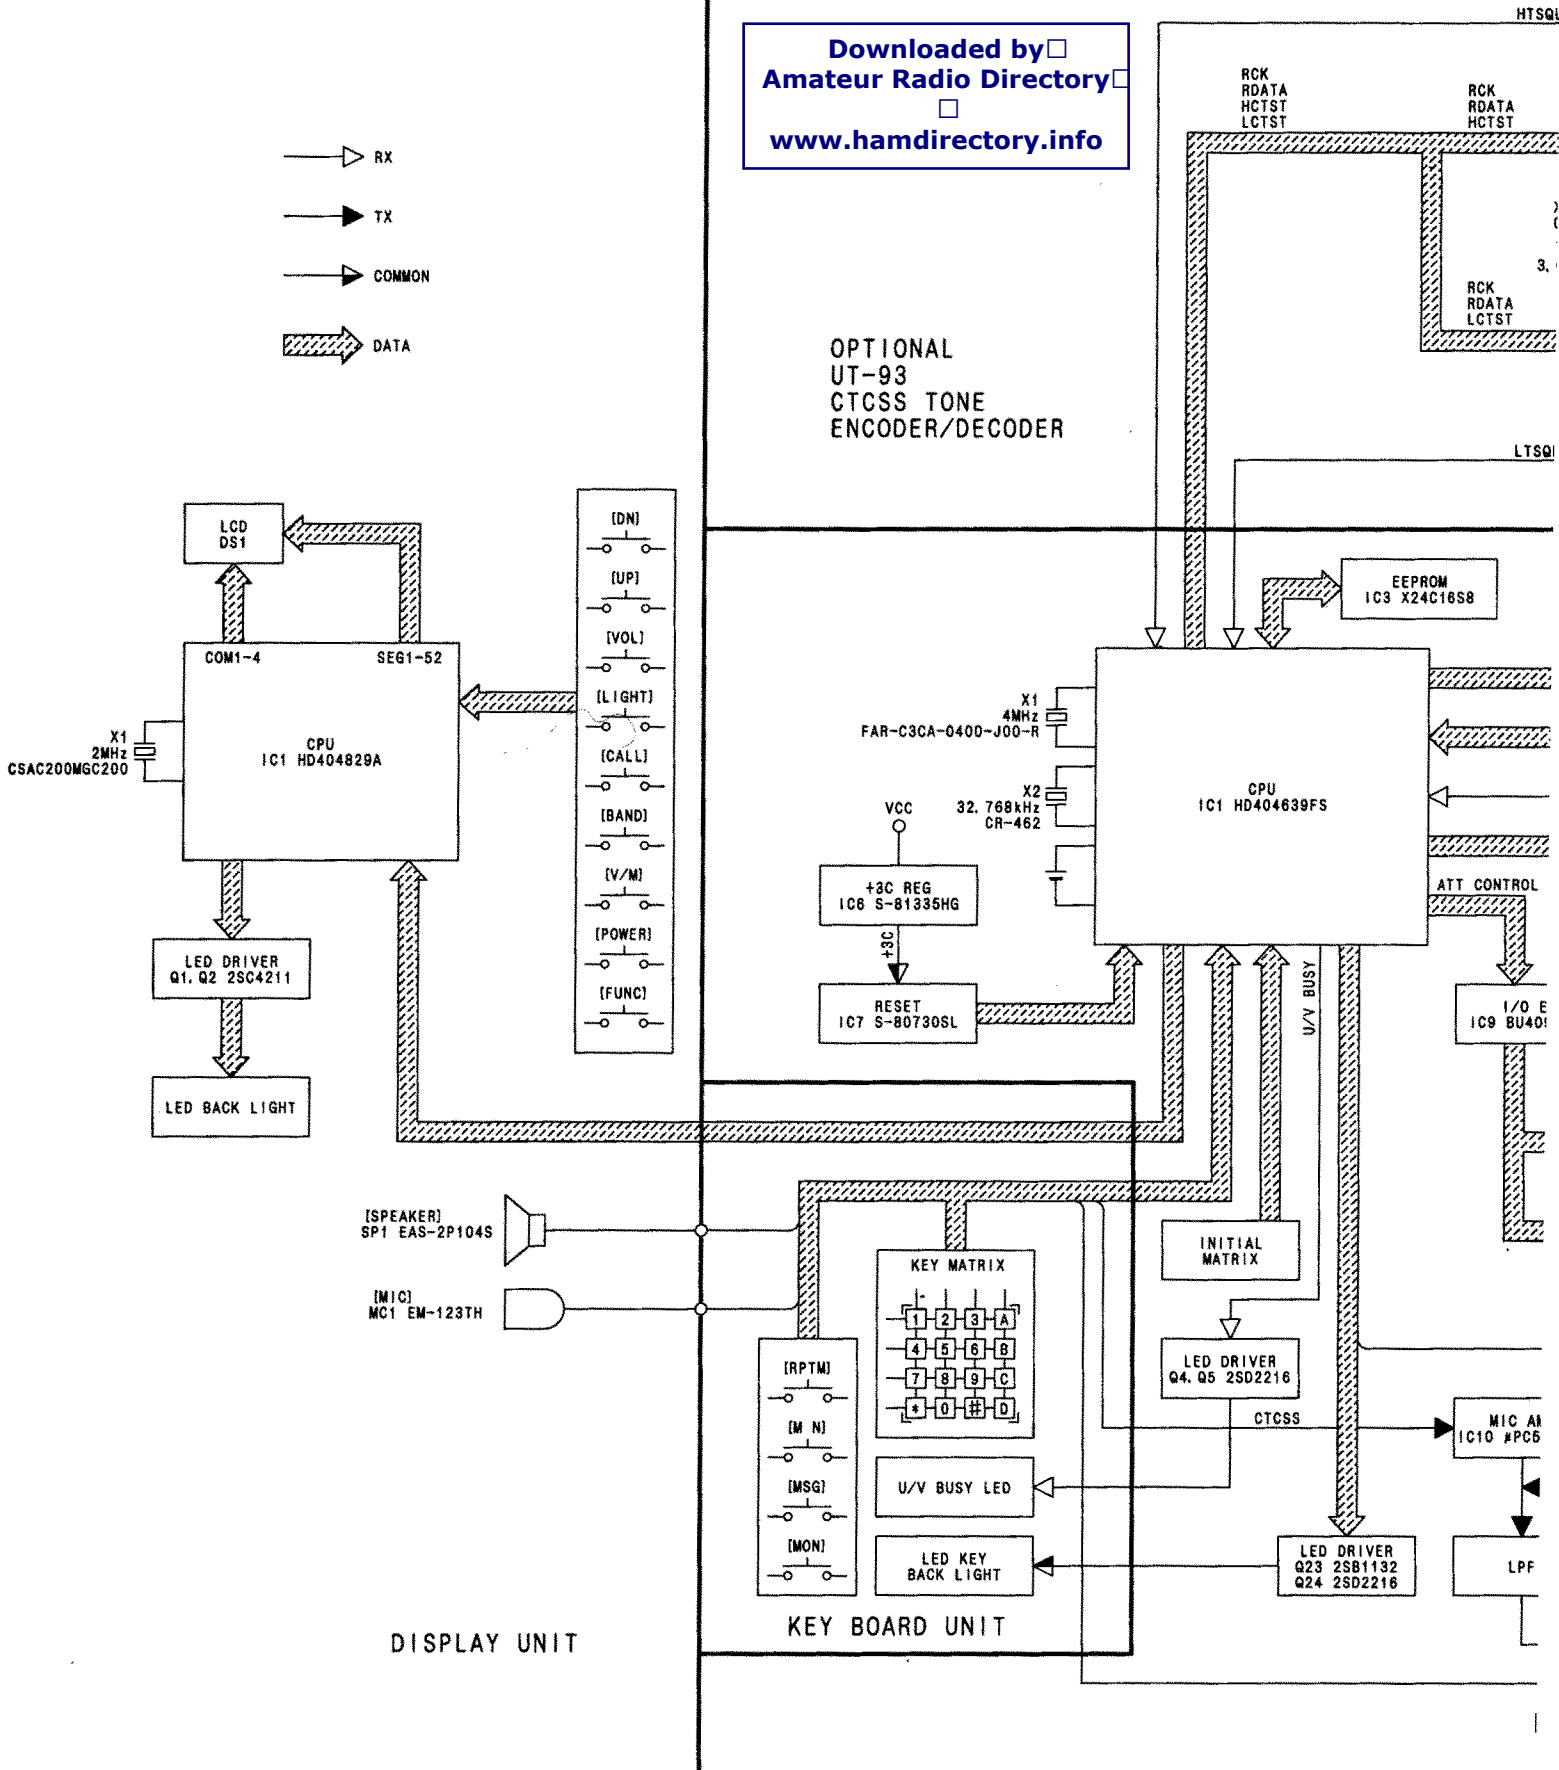 Downloaded by
Amateur Radio Directory
www.hamdirectory.info
RX
TX
COMMON
DATA
RCK
RDATA
HCTST
LCTST
RCK
RDATA
HCTST
3.
RCK
RDATA
LCTST
OPTIONAL
UT-93
CTCSS TONE
ENCODER/DECODER
LCD
DS1
COM1-4
SEG1-52
X1
2MHz
CSAC200MGC200
CPU
IC1 HD404829A
LED DRIVER
Q1, Q2 2SC4211
LED BACK LIGHT
[DN]
[UP]
[VOL]
[LIGHT]
[CALL]
[BAND]
[V/M]
[POWER]
[FUNC]
EEPROM
IC3 X24C16S8
X1
4MHz
FAR-C3CA-0400-J00-R
X2
32.768kHz
CR-462
CPU
IC1 HD404639FS
VCC
+3C REG
IC6 S-81335HG
+3C
RESET
IC7 S-80730SL
U/V BUSY
ATT CONTROL
I/O E
IC9 BU409
[SPEAKER]
SP1 EAS-2P104S
[MIC]
MC1 EM-123TH
INITIAL
MATRIX
KEY MATRIX
1 2 3 A
4 5 6 B
7 8 9 C
* 0 # D
[RPTM]
[M N]
[MSG]
[MON]
U/V BUSY LED
LED KEY
BACK LIGHT
LED DRIVER
Q4, Q5 2SD2216
CTCSS
MIC
IC10 μPC5
LED DRIVER
Q23 2SB1132
Q24 2SD2216
LPF
DISPLAY UNIT
KEY BOARD UNIT